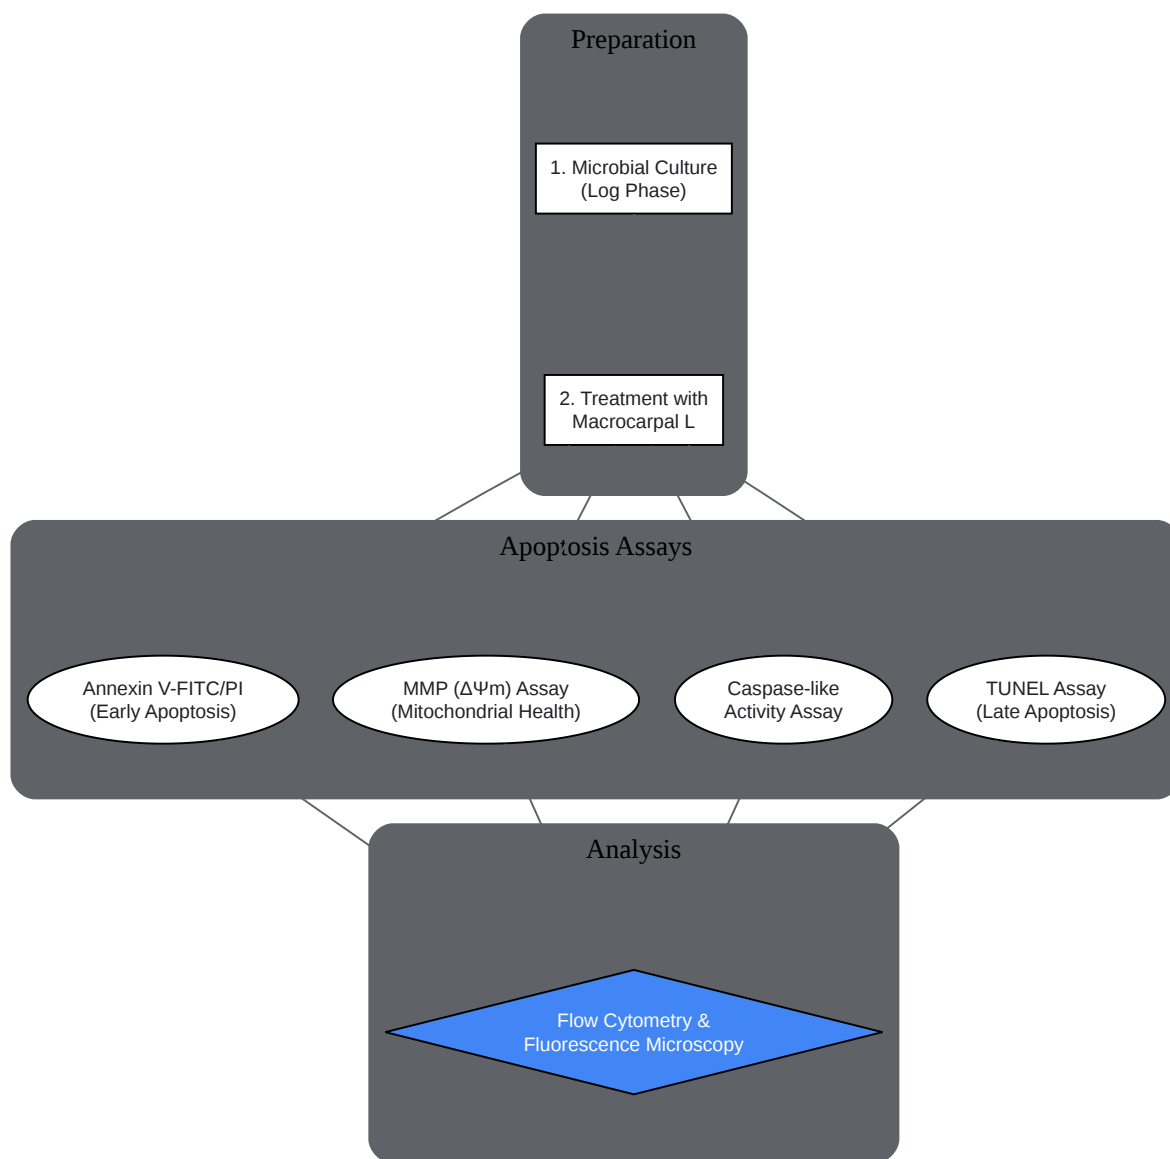 Preparation
1. Microbial Culture
(Log Phase)
2. Treatment with
Macrocarpal L
Apoptosis Assays
Annexin V-FITC/PI
(Early Apoptosis)
MMP (ΔΨm) Assay
(Mitochondrial Health)
Caspase-like
Activity Assay
TUNEL Assay
(Late Apoptosis)
Analysis
Flow Cytometry &
Fluorescence Microscopy